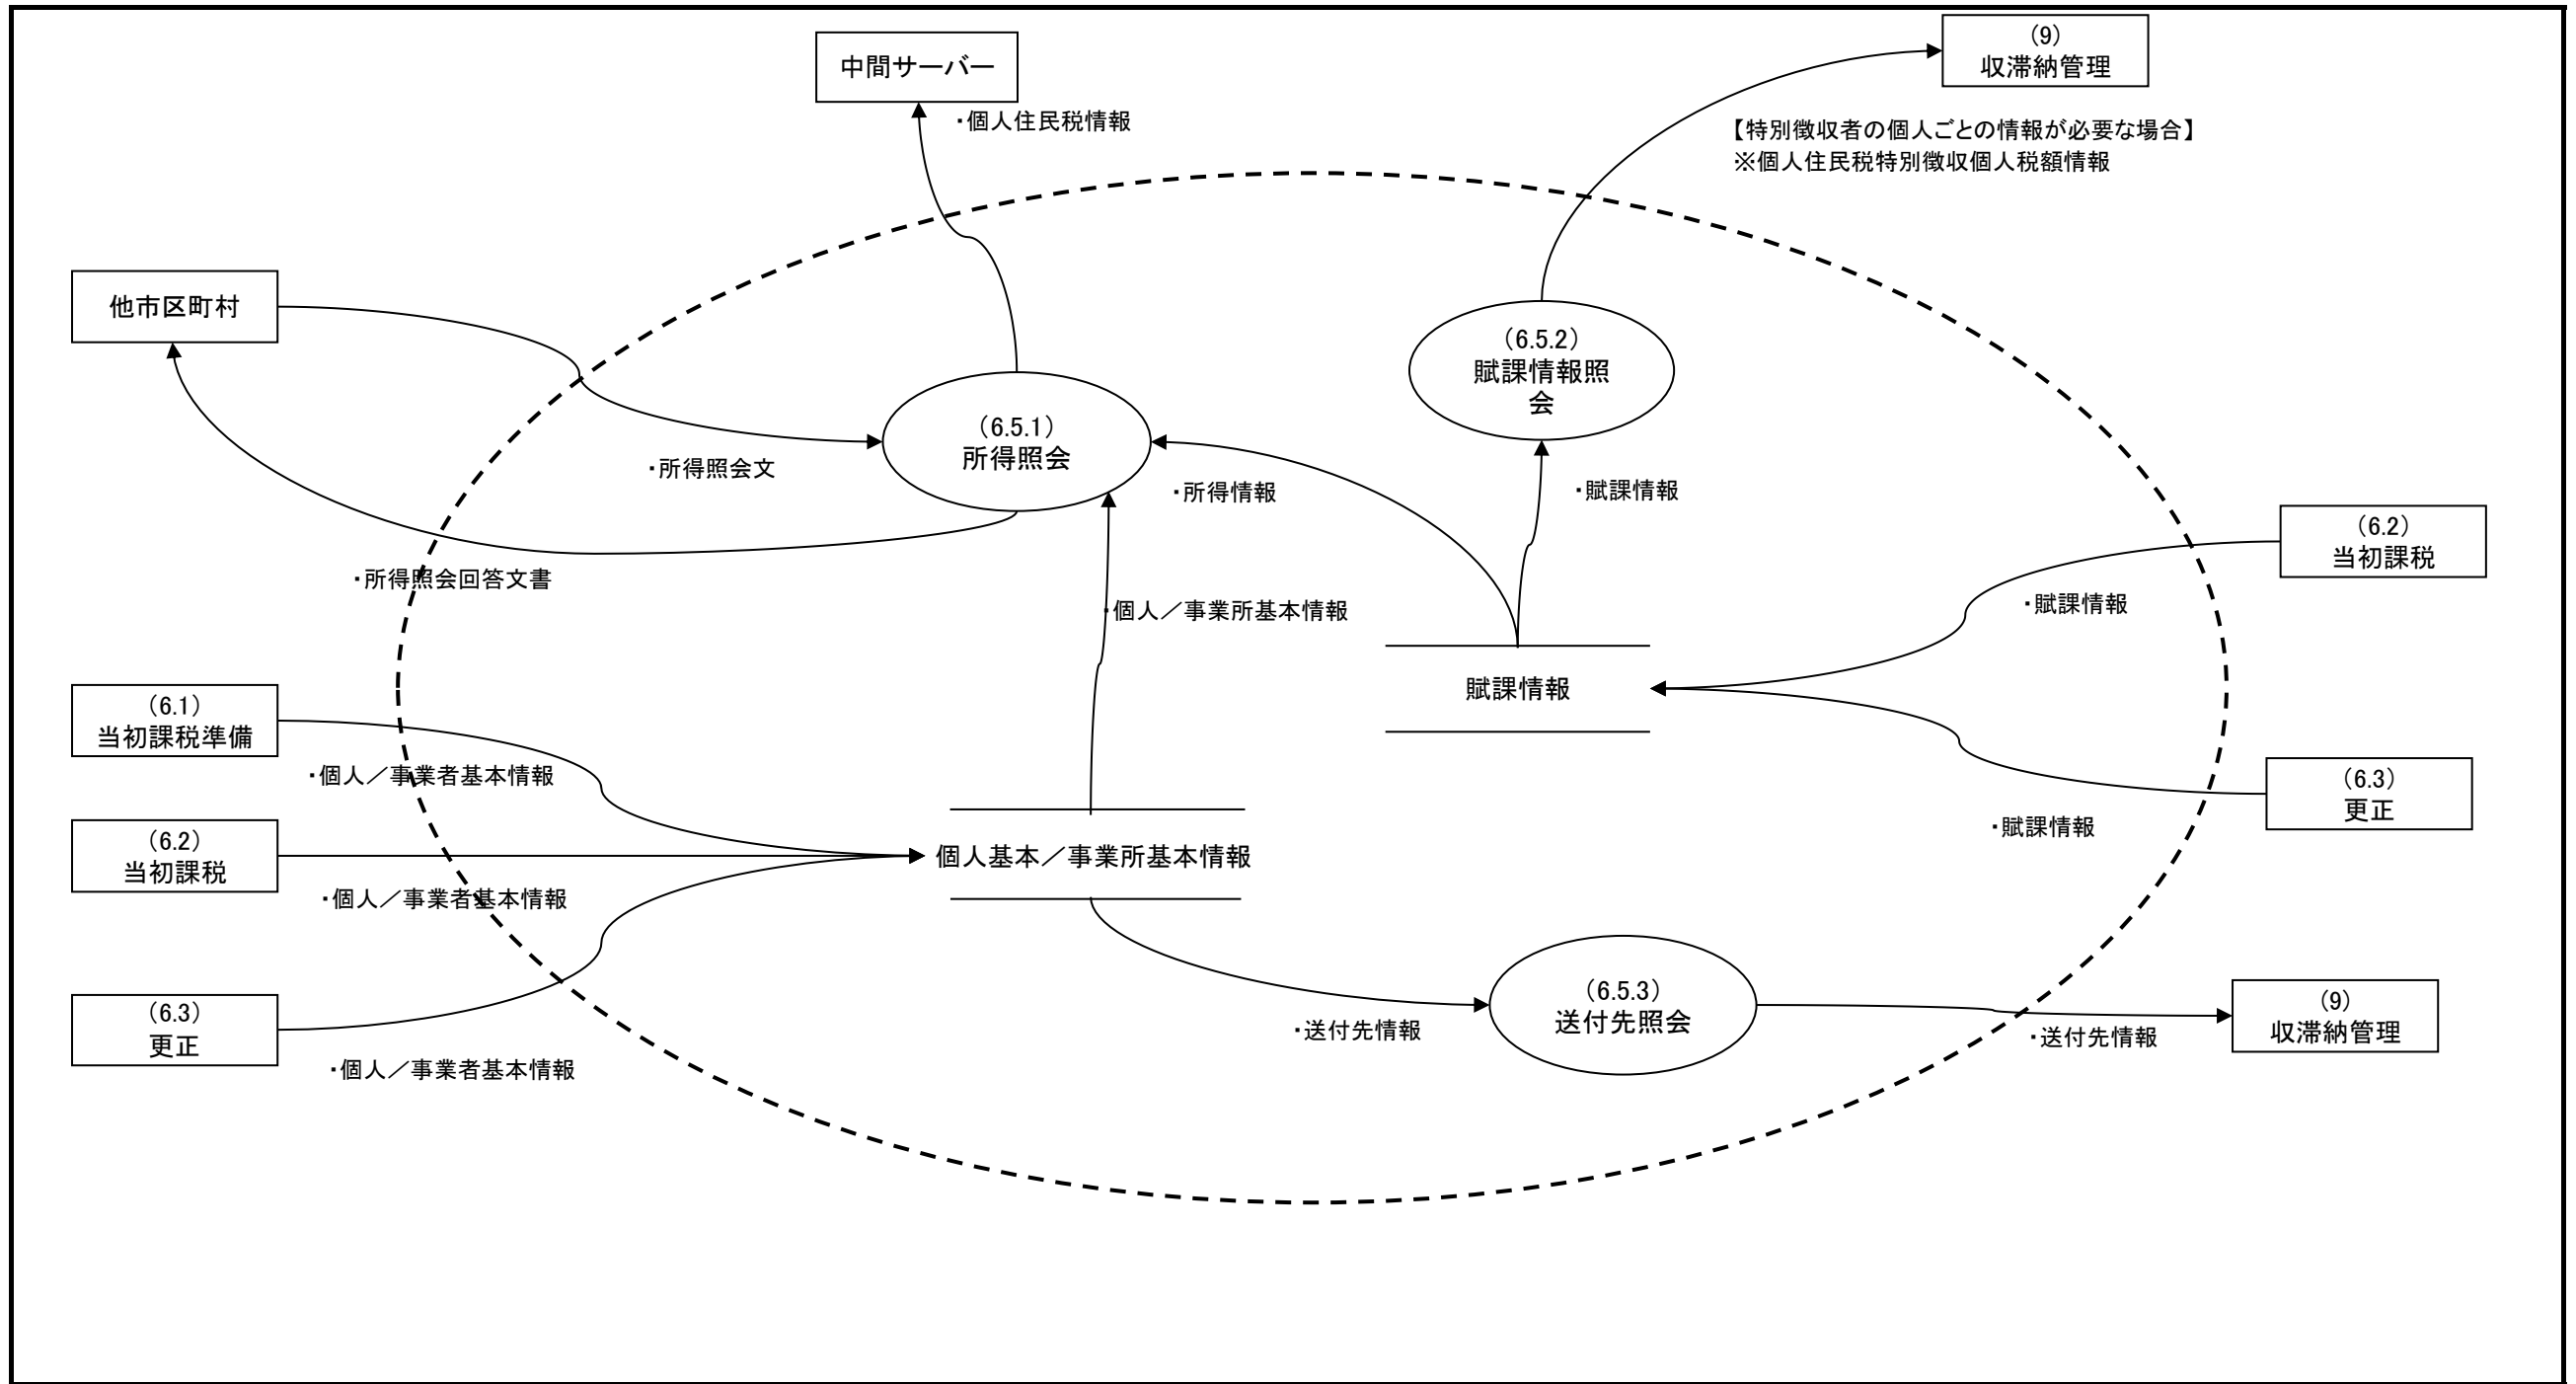 (9)
収滞納管理
中間サーバー
・個人住民税情報
【特別徴収者の個人ごとの情報が必要な場合】
※個人住民税特別徴収個人税額情報
他市区町村
(6.5.2)
賦課情報照
会
(6.5.1)
所得照会
・所得照会文
・所得情報
・賦課情報
(6.2)
当初課税
・所得照会回答文書
・個人／事業所基本情報
・賦課情報
賦課情報
(6.1)
当初課税準備
・個人／事業者基本情報
(6.3)
更正
・賦課情報
(6.2)
当初課税
個人基本／事業所基本情報
・個人／事業者基本情報
(6.5.3)
送付先照会
(6.3)
更正
(9)
収滞納管理
・送付先情報
・送付先情報
・個人／事業者基本情報